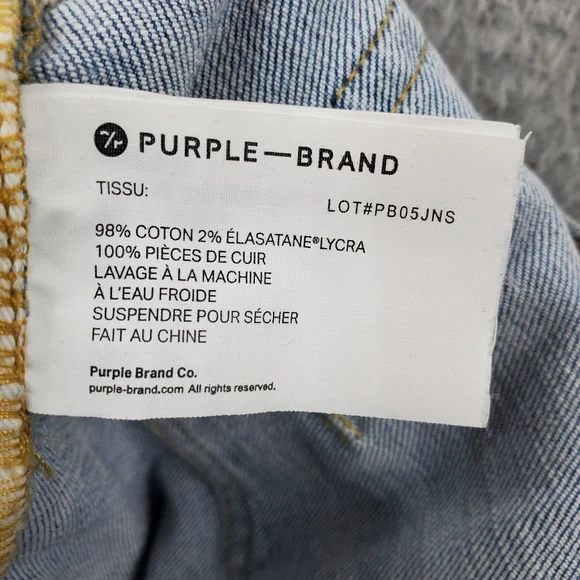 PURPLE—BRAND
TISSU:
LOT#PB05JNS
98% COTON 2% ÉLASATANE®LYCRA
100% PIÈCES DE CUIR
LAVAGE À LA MACHINE
À L'EAU FROIDE
SUSPENDRE POUR SÉCHER
FAIT AU CHINE
Purple Brand Co.
purple-brand.com All rights reserved.